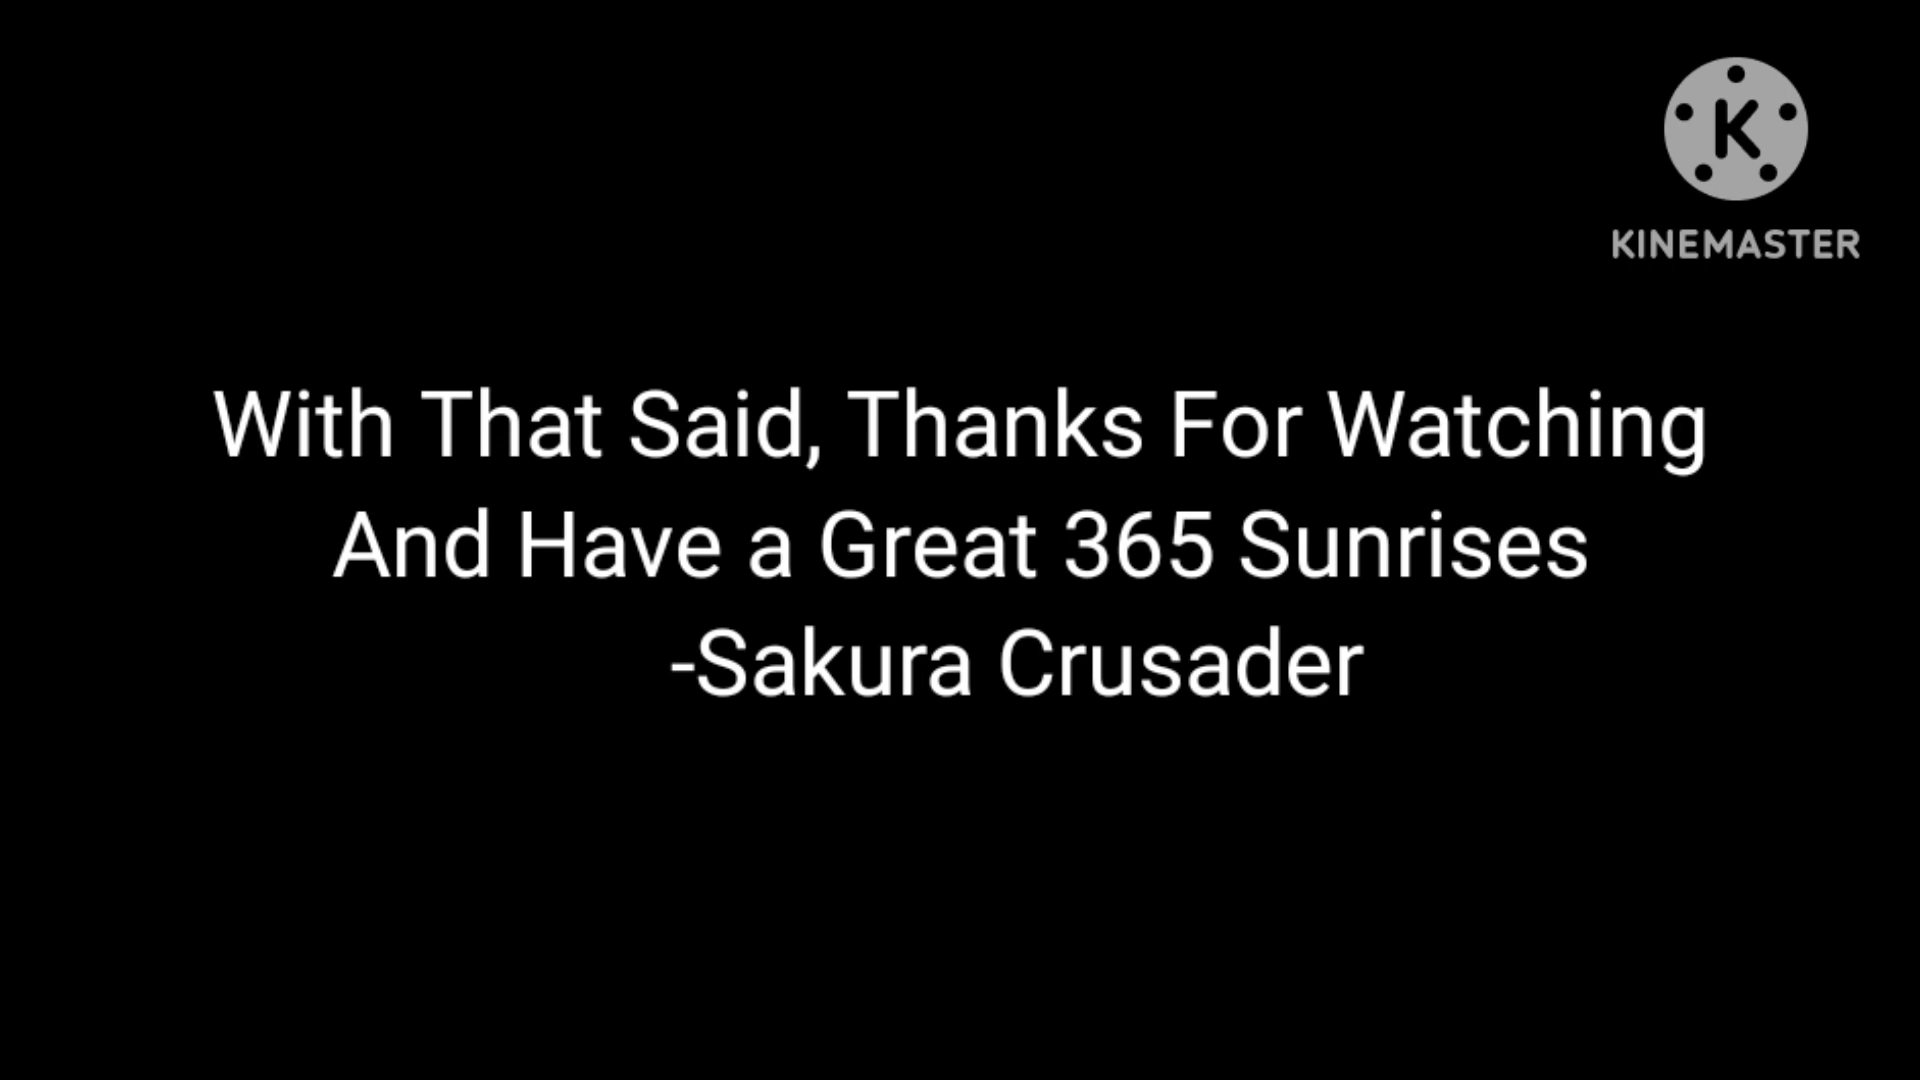 K
KINEMASTER
With That Said, Thanks For Watching
And Have a Great 365 Sunrises
-Sakura Crusader